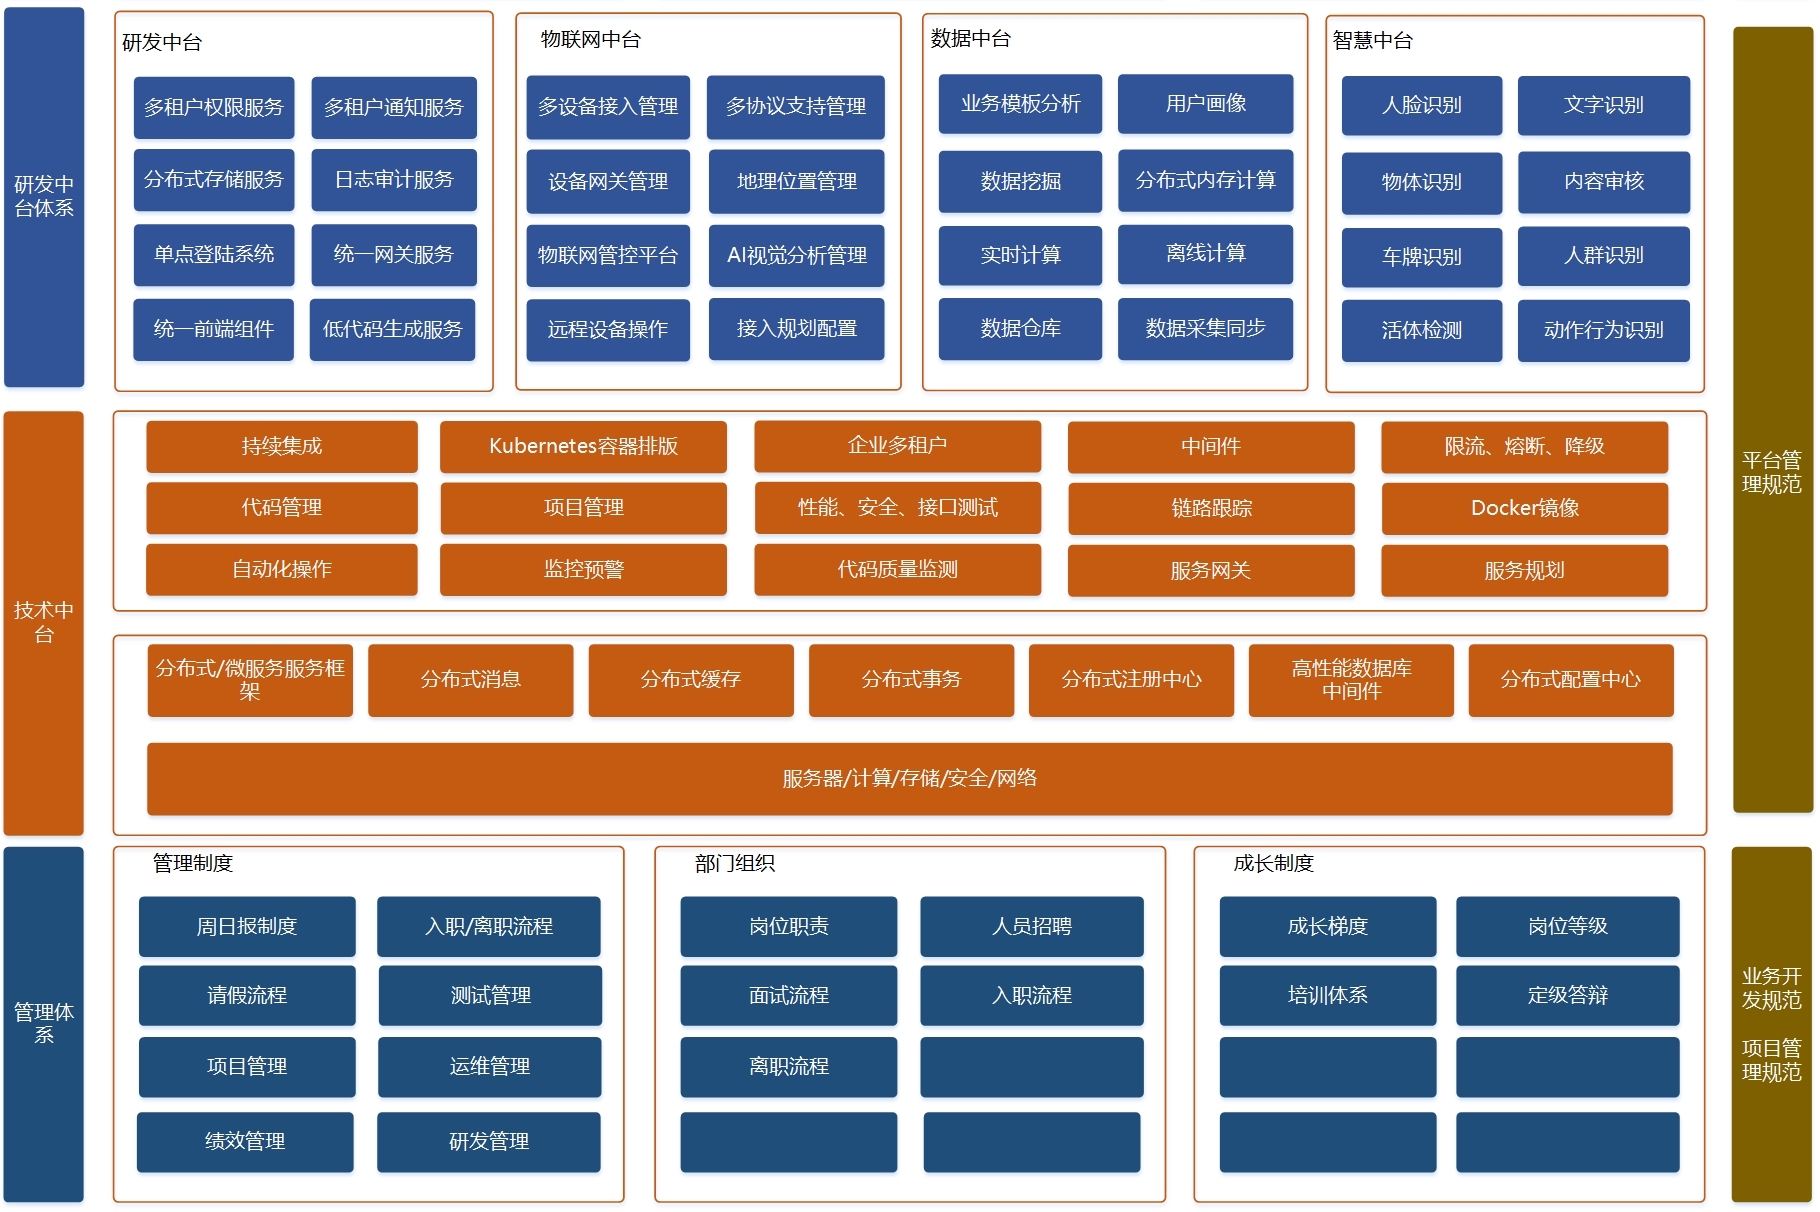 研发中
台体系
研发中台
多租户权限服务
多租户通知服务
分布式存储服务
日志审计服务
单点登陆系统
统一网关服务
统一前端组件
低代码生成服务
物联网中台
多设备接入管理
多协议支持管理
设备网关管理
地理位置管理
物联网管控平台
AI视觉分析管理
远程设备操作
接入规划配置
数据中台
业务模板分析
用户画像
数据挖掘
分布式内存计算
实时计算
离线计算
数据仓库
数据采集同步
智慧中台
人脸识别
文字识别
物体识别
内容审核
车牌识别
人群识别
活体检测
动作行为识别
平台管
理规范
技术中
台
持续集成
Kubernetes容器排版
企业多租户
中间件
限流、熔断、降级
代码管理
项目管理
性能、安全、接口测试
链路跟踪
Docker镜像
自动化操作
监控预警
代码质量监测
服务网关
服务规划
分布式/微服务服务框
架
分布式消息
分布式缓存
分布式事务
分布式注册中心
高性能数据库
中间件
分布式配置中心
服务器/计算/存储/安全/网络
管理体
系
管理制度
周日报制度
入职/离职流程
请假流程
测试管理
项目管理
运维管理
绩效管理
研发管理
部门组织
岗位职责
人员招聘
面试流程
入职流程
离职流程
成长制度
成长梯度
岗位等级
培训体系
定级答辩
业务开
发规范
项目管
理规范